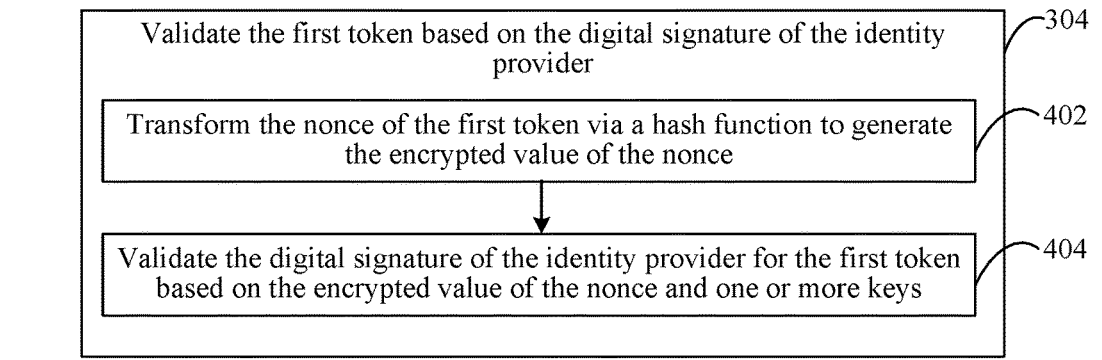 Validate the first token based on the digital signature of the identity
provider
304
Transform the nonce of the first token via a hash function to generate
the encrypted value of the nonce
402
Validate the digital signature of the identity provider for the first token
based on the encrypted value of the nonce and one or more keys
404